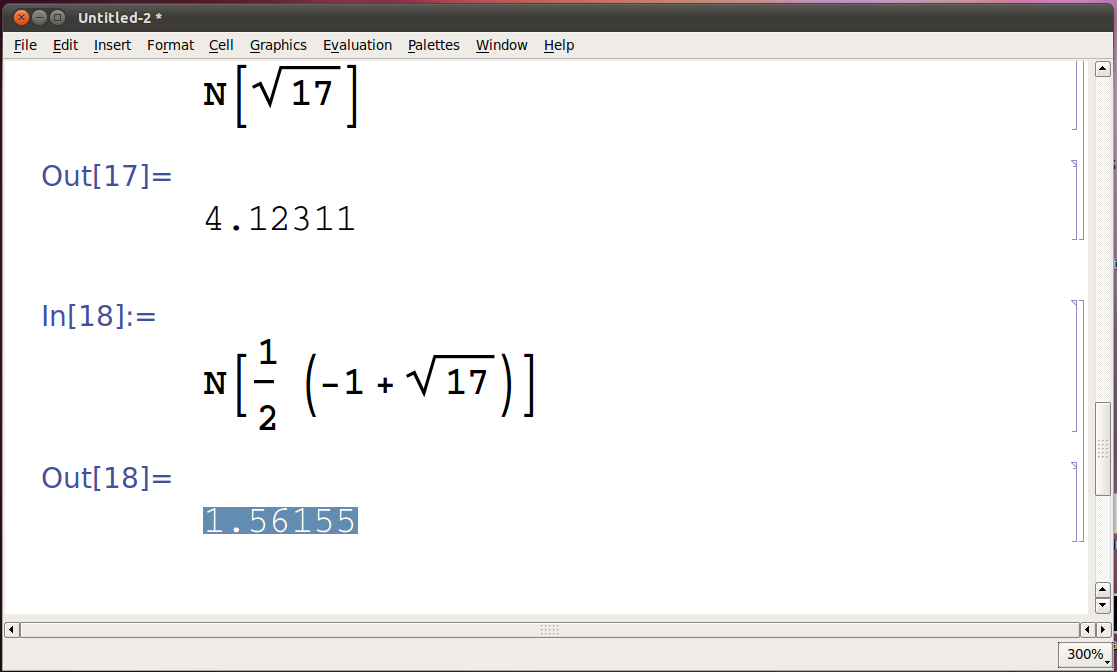 Untitled-2 *
File Edit Insert Format Cell Graphics Evaluation Palettes Window Help
N[√17]
Out[17]=
4.12311
In[18]:=
N[1/2 (-1 + √17)]
Out[18]=
1.56155
300%